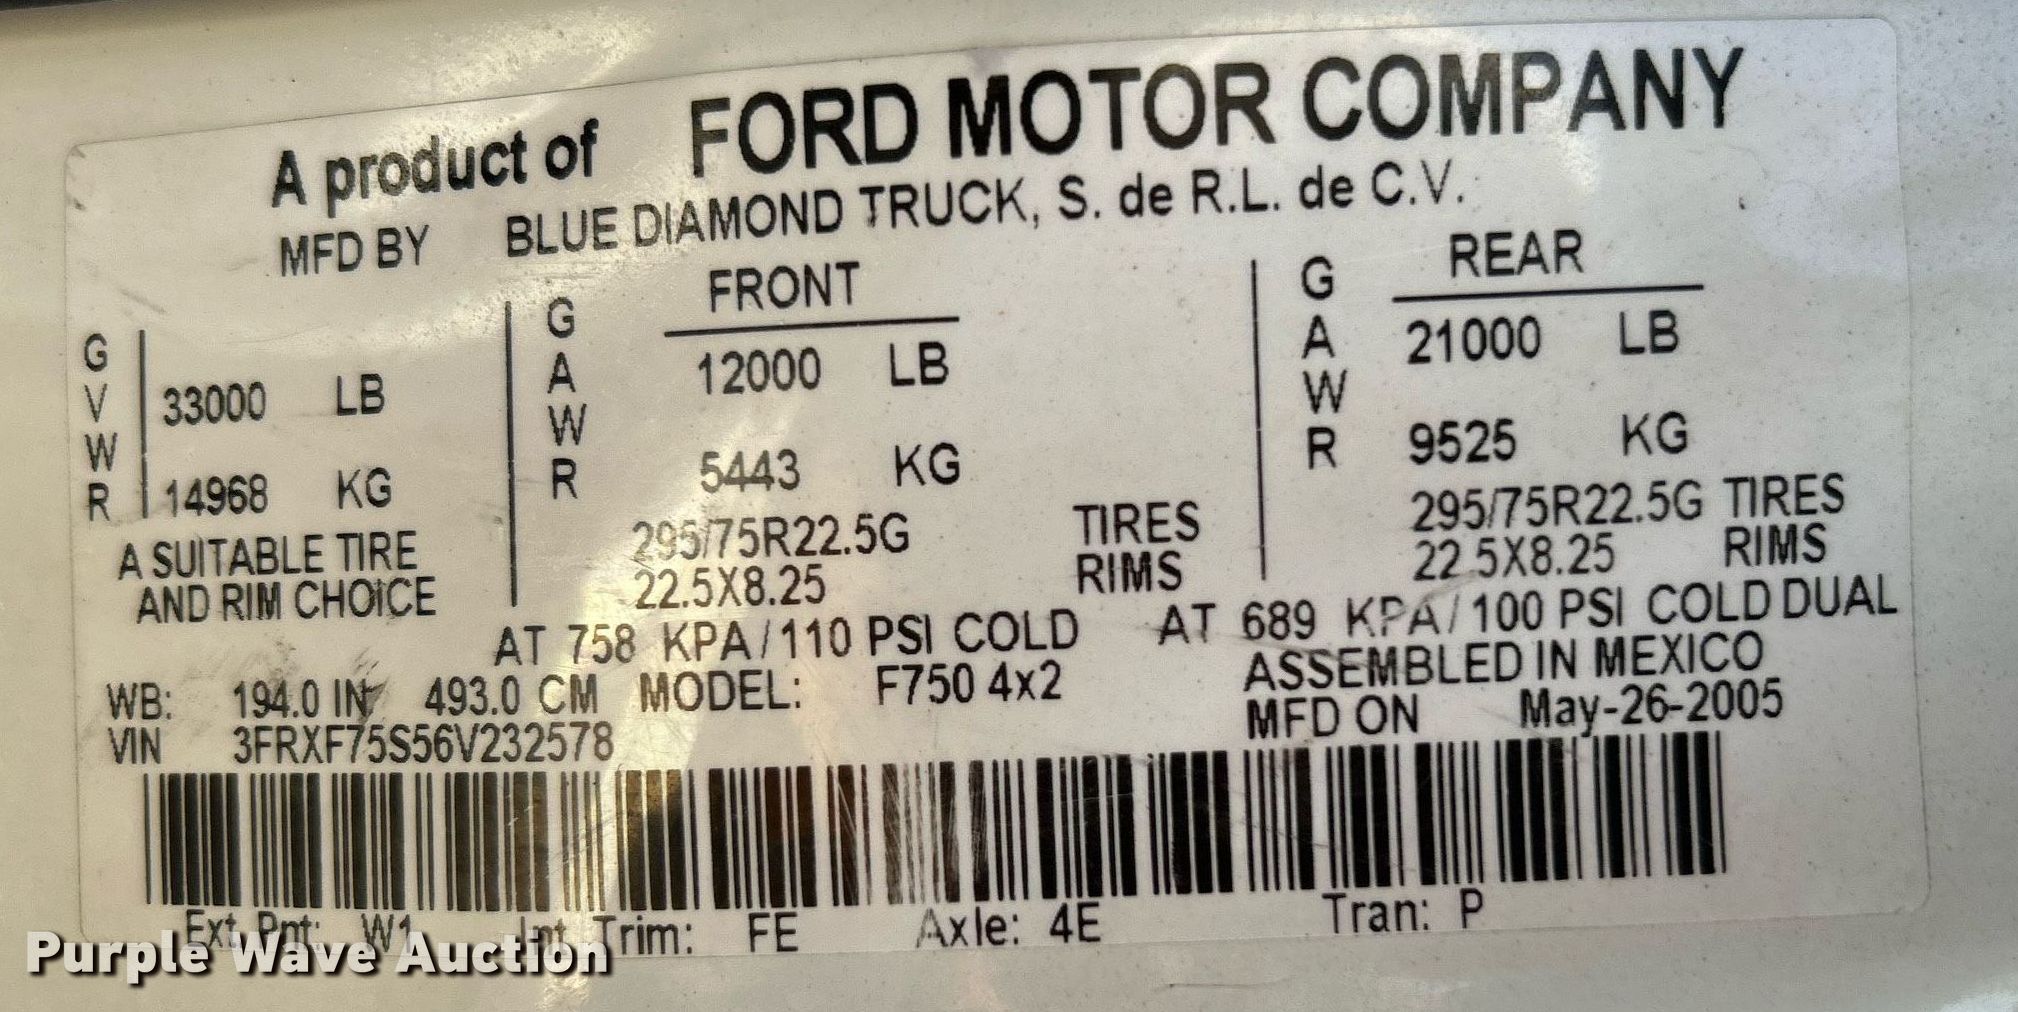 A product of FORD MOTOR COMPANY
MFD BY BLUE DIAMOND TRUCK, S. de R.L. de C.V.
FRONT
REAR
GVWR
33000 LB
14968 KG
GAWR
12000 LB
5443 KG
GAWR
21000 LB
9525 KG
A SUITABLE TIRE
AND RIM CHOICE
295/75R22.5G TIRES
22.5X8.25 RIMS
295/75R22.5G TIRES
22.5X8.25 RIMS
AT 758 KPA/110 PSI COLD AT 689 KPA/100 PSI COLD DUAL
WB: 194.0 IN 493.0 CM MODEL: F750 4x2
ASSEMBLED IN MEXICO
VIN 3FRXF75S56V232578
MFD ON May-26-2005
Ext Pnt: W1 Int Trim: FE Axle: 4E Tran: P
Purple Wave Auction